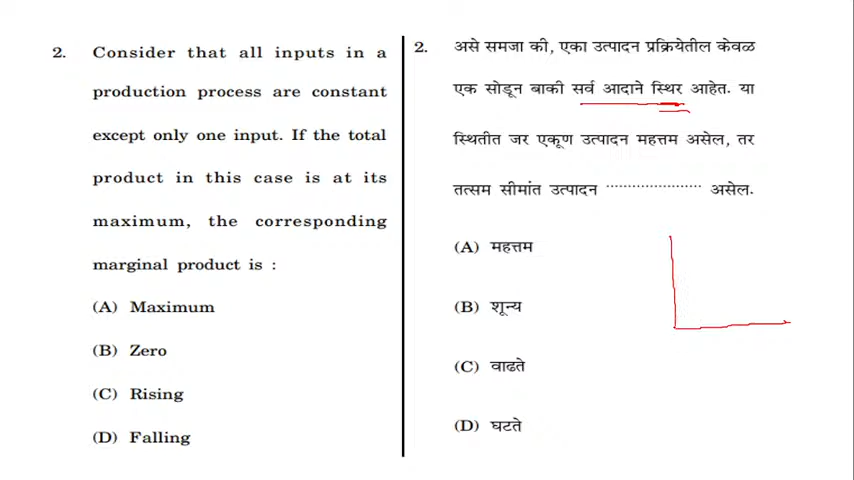 2. Consider that all inputs in a
production process are constant
except only one input. If the total
product in this case is at its
maximum, the corresponding
marginal product is :
(A) Maximum
(B) Zero
(C) Rising
(D) Falling
2. असे समजा की, एका उत्पादन प्रक्रियेतील केवळ
एक सोडून बाकी सर्व आदाने स्थिर आहेत. या
स्थितीत जर एकूण उत्पादन महत्तम असेल, तर
तत्सम सीमांत उत्पादन ..................... असेल.
(A) महत्तम
(B) शून्य
(C) वाढते
(D) घटते